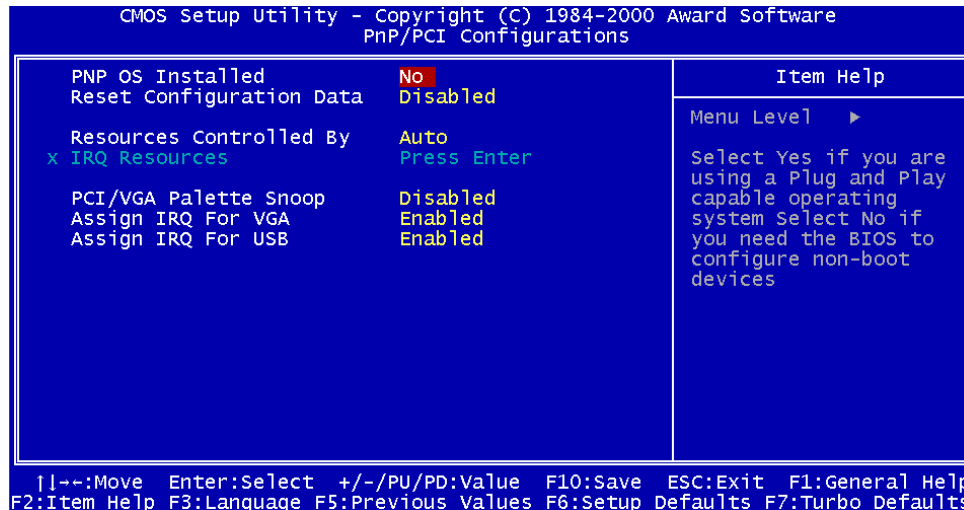 CMOS Setup Utility - Copyright (C) 1984-2000 Award Software
PnP/PCI Configurations
PNP OS Installed No
Reset Configuration Data Disabled
Resources Controlled By Auto
x IRQ Resources Press Enter
PCI/VGA Palette Snoop Disabled
Assign IRQ For VGA Enabled
Assign IRQ For USB Enabled
Item Help
Menu Level ►
Select Yes if you are
using a Plug and Play
capable operating
system Select No if
you need the BIOS to
configure non-boot
devices
↑↓→←:Move Enter:Select +/-/PU/PD:Value F10:Save ESC:Exit F1:General Help
F2:Item Help F3:Language F5:Previous Values F6:Setup Defaults F7:Turbo Defaults